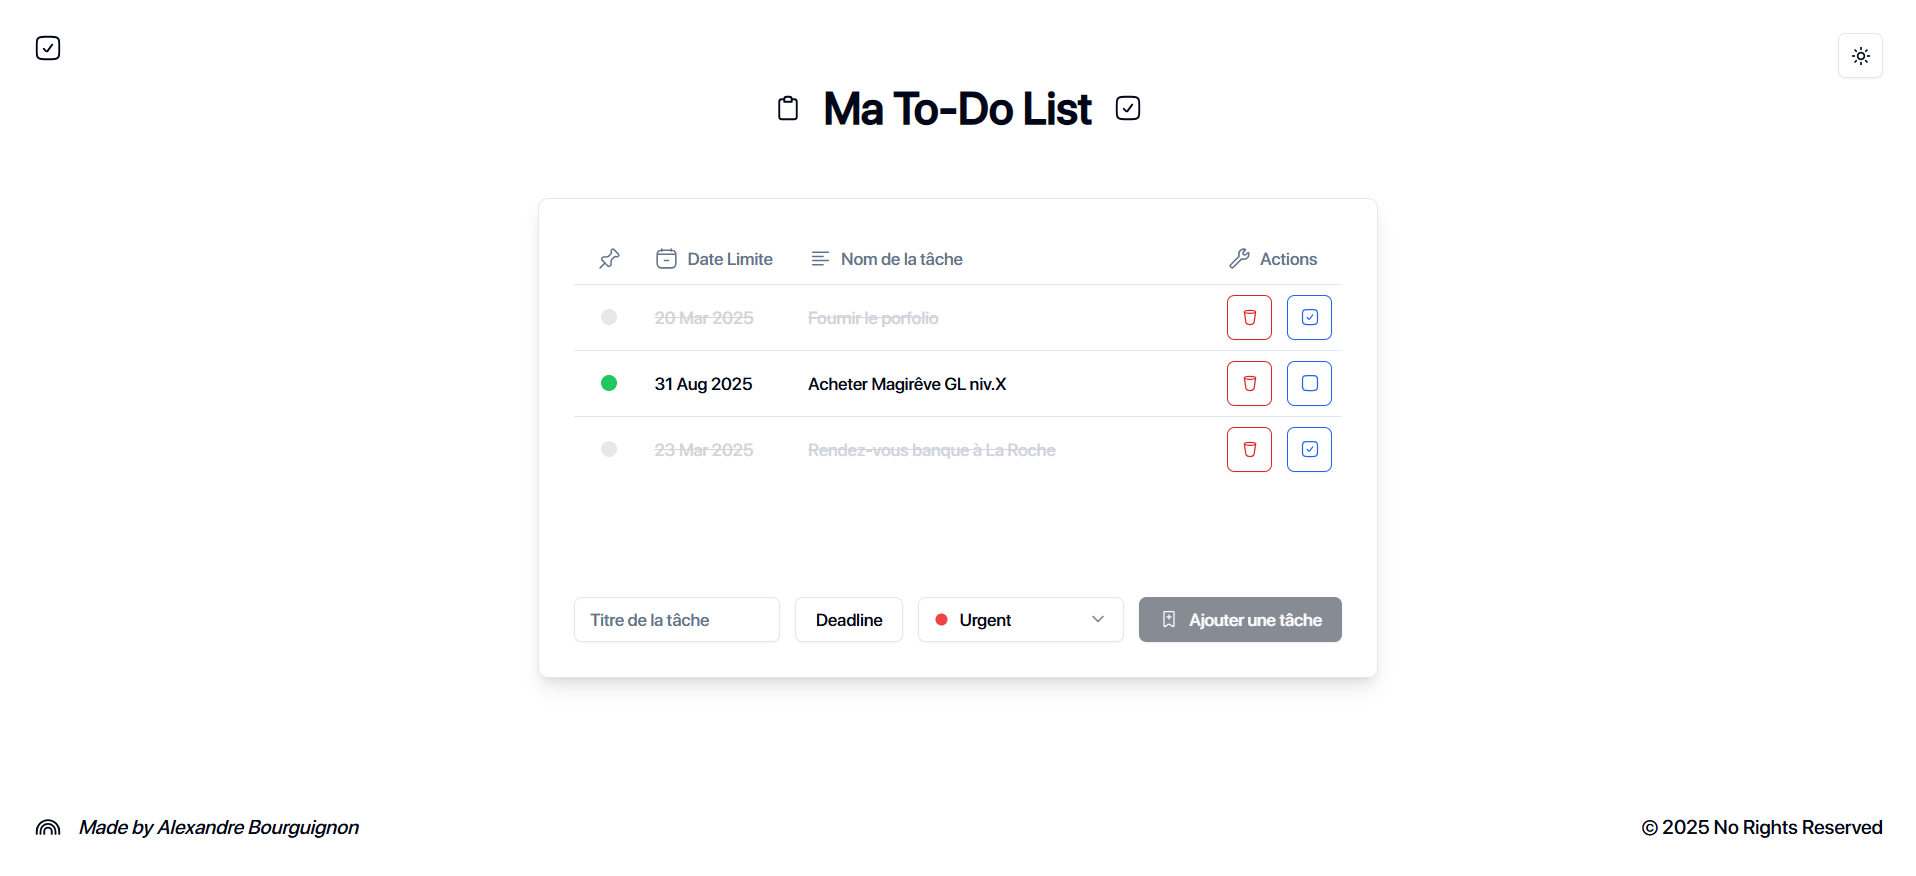 Ma To-Do List
Date Limite Nom de la tâche Actions
20 Mar 2025 Fournir le porfolio
31 Aug 2025 Acheter Magirêve GL niv.X
23 Mar 2025 Rendez-vous banque à La Roche
Titre de la tâche Deadline Urgent Ajouter une tâche
Made by Alexandre Bourguignon © 2025 No Rights Reserved